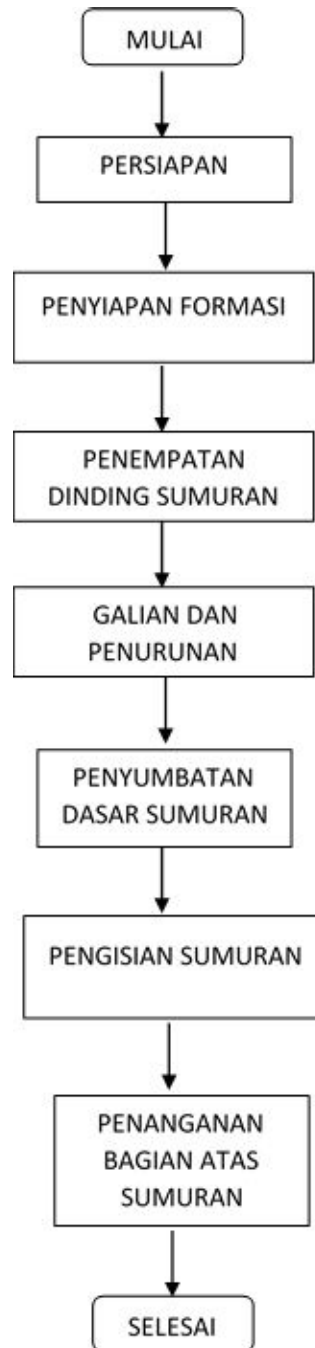 MULAI
PERSIAPAN
PENYIAPAN FORMASI
PENEMPATAN
DINDING SUMURAN
GALIAN DAN
PENURUNAN
PENYUMBATAN
DASAR SUMURAN
PENGISIAN SUMURAN
PENANGANAN
BAGIAN ATAS
SUMURAN
SELESAI